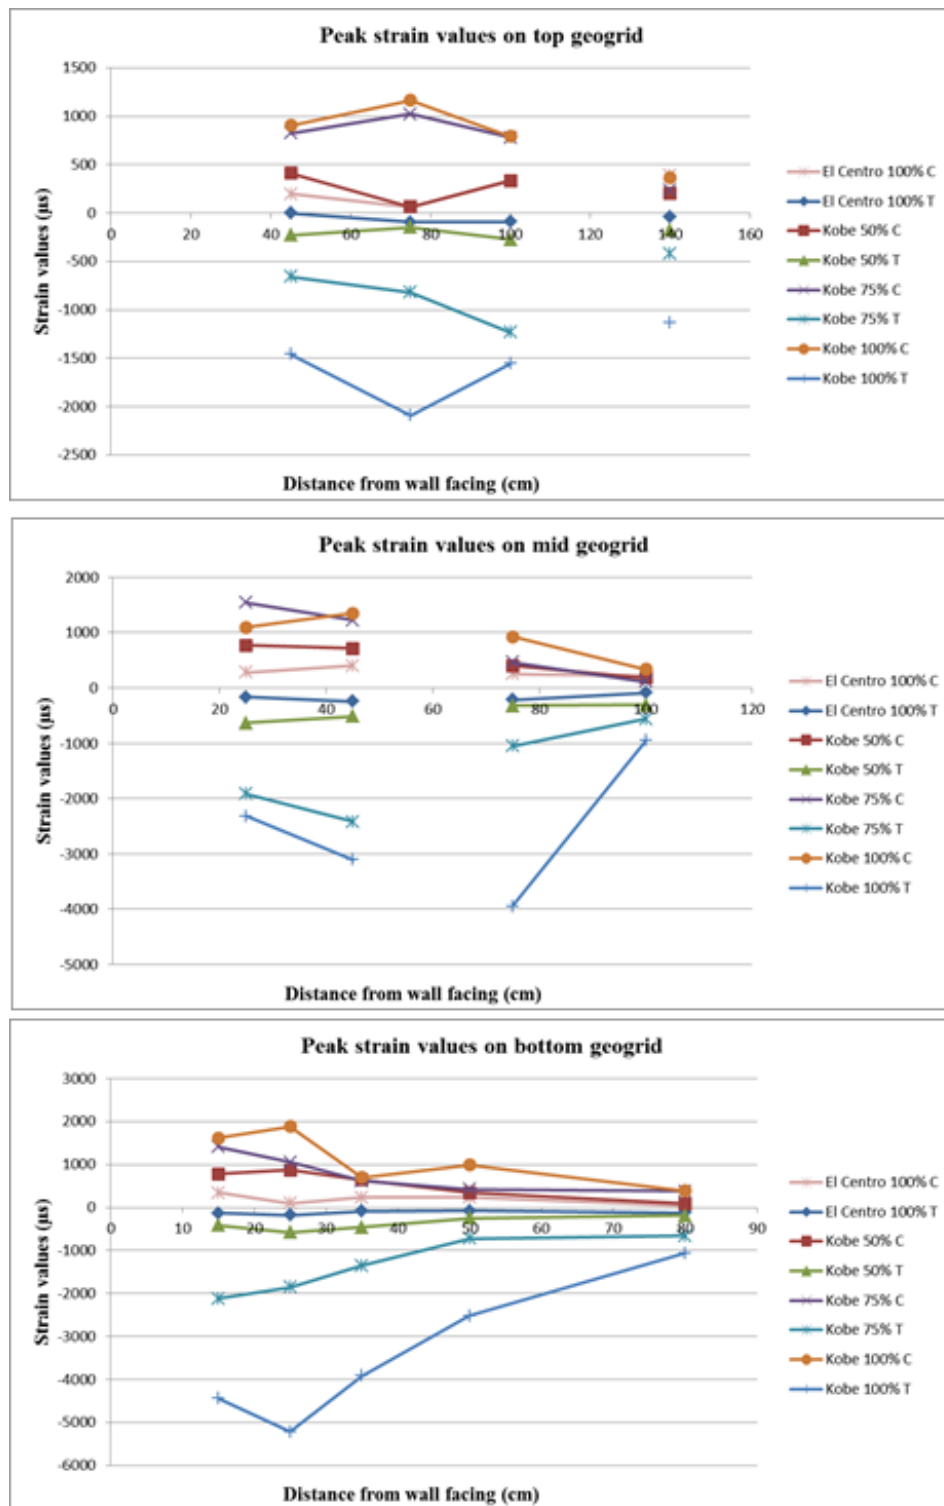 Peak strain values on top geogrid
1500
1000
500
0
-500
-1000
-1500
-2000
-2500
0 20 40 60 80 100 120 140 160
Strain values (µs)
Distance from wall facing (cm)
El Centro 100% C
El Centro 100% T
Kobe 50% C
Kobe 50% T
Kobe 75% C
Kobe 75% T
Kobe 100% C
Kobe 100% T
Peak strain values on mid geogrid
2000
1000
0
-1000
-2000
-3000
-4000
-5000
0 20 40 60 80 100 120
Strain values (µs)
Distance from wall facing (cm)
El Centro 100% C
El Centro 100% T
Kobe 50% C
Kobe 50% T
Kobe 75% C
Kobe 75% T
Kobe 100% C
Kobe 100% T
Peak strain values on bottom geogrid
3000
2000
1000
0
-1000
-2000
-3000
-4000
-5000
-6000
0 10 20 30 40 50 60 70 80 90
Strain values (µs)
Distance from wall facing (cm)
El Centro 100% C
El Centro 100% T
Kobe 50% C
Kobe 50% T
Kobe 75% C
Kobe 75% T
Kobe 100% C
Kobe 100% T